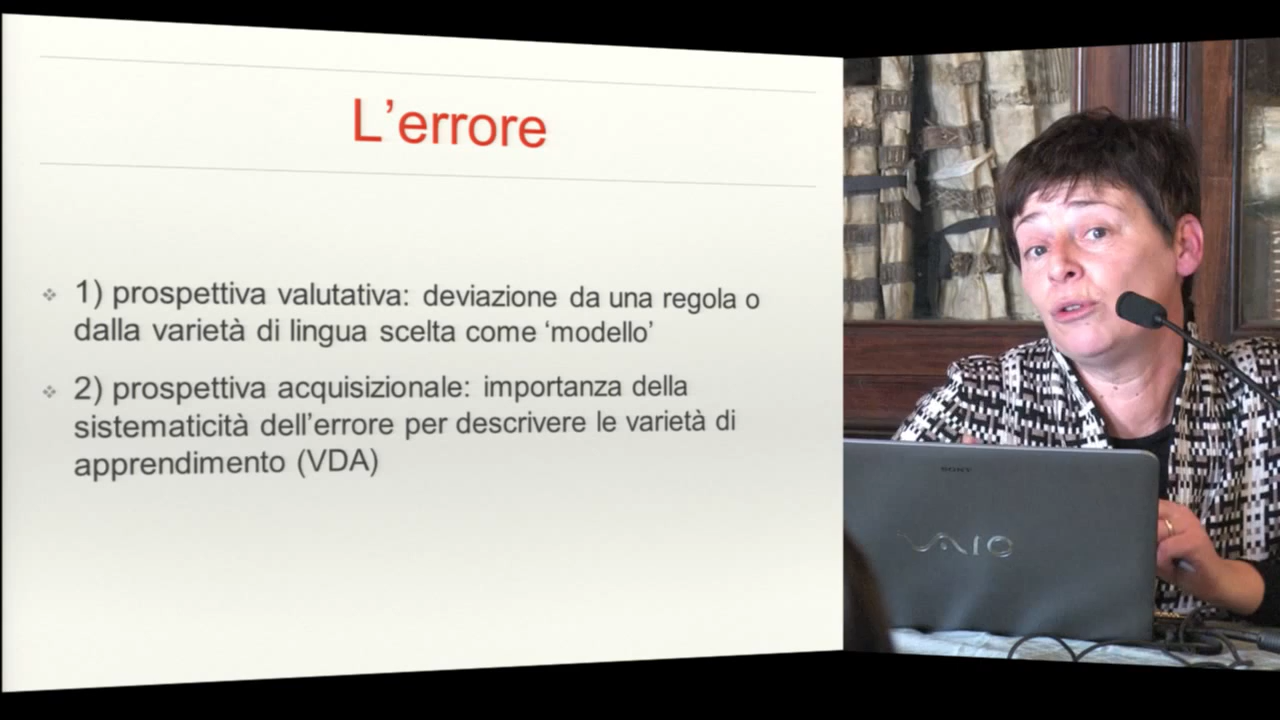 L'errore
1) prospettiva valutativa: deviazione da una regola o
dalla varietà di lingua scelta come 'modello'
2) prospettiva acquisizionale: importanza della
sistematicità dell'errore per descrivere le varietà di
apprendimento (VDA)
SONY
VAIO